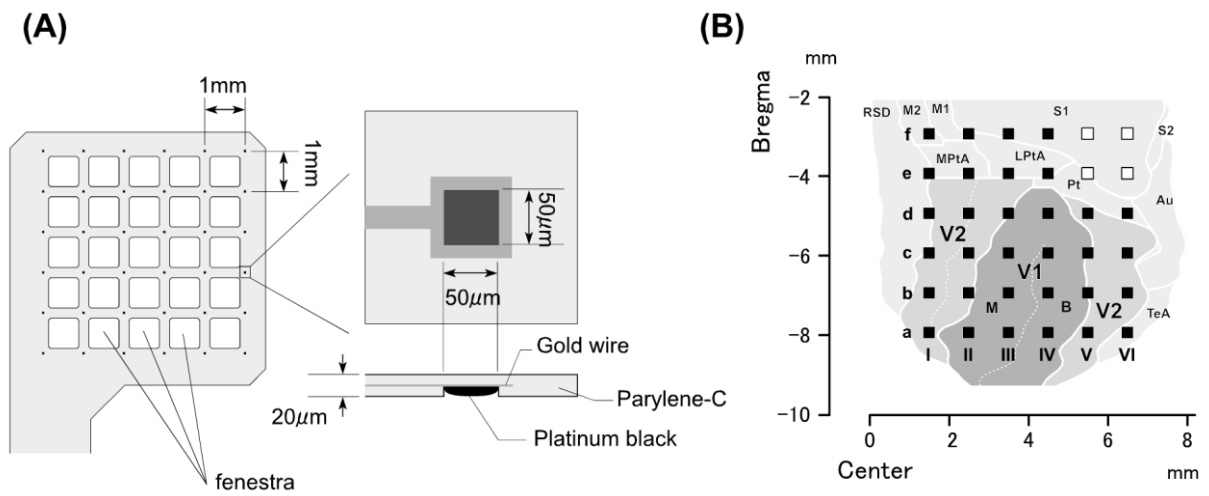 (A)
1mm
1mm
50μm
50μm
Gold wire
20μm
Parylene-C
Platinum black
fenestra
(B)
mm
Bregma
-2
-4
-6
-8
-10
RSD
M2
M1
S1
S2
f
MPtA
LPtA
e
Pt
Au
d
V2
c
V1
b
M
B
V2
TeA
a
I
II
III
IV
V
VI
0
2
4
6
8
Center
mm